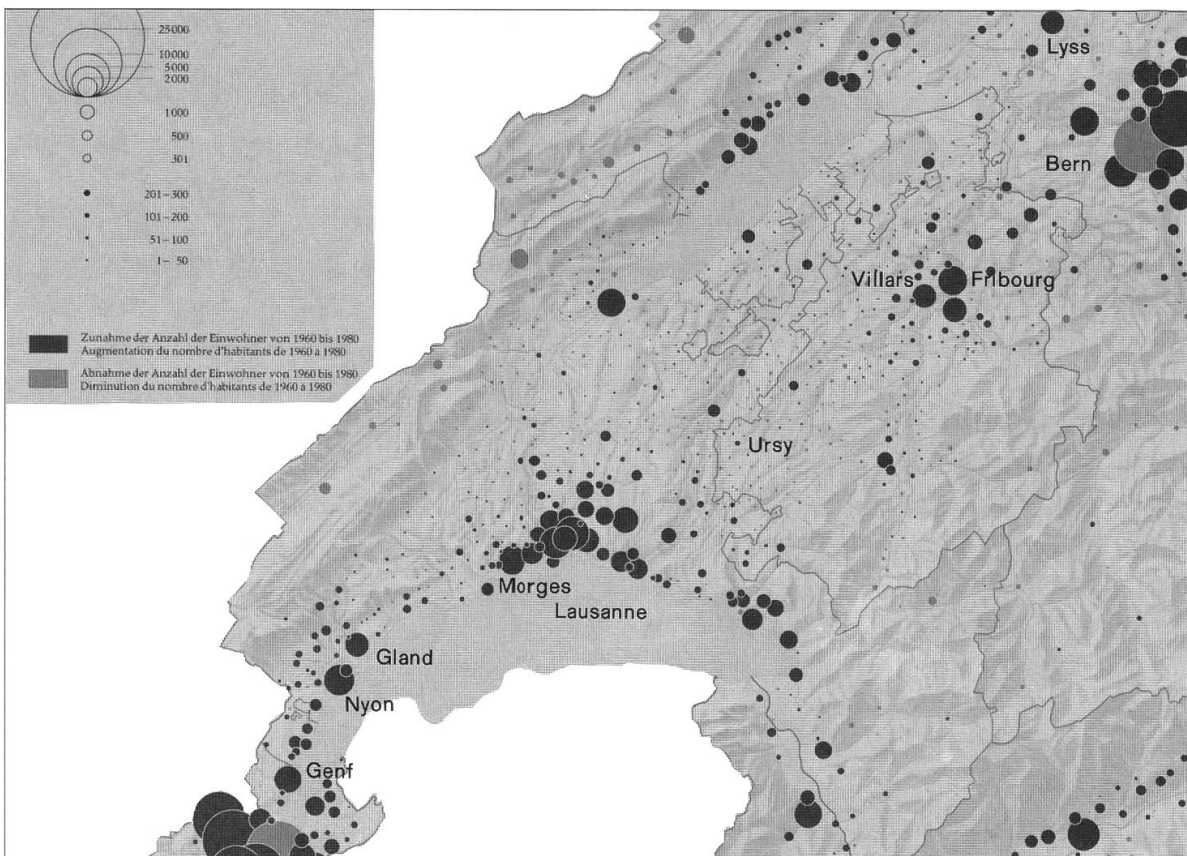 25000
10000
5000
2000
1000
500
301
201–300
101–200
51–100
1– 50
Zunahme der Anzahl der Einwohner von 1960 bis 1980
Augmentation du nombre d'habitants de 1960 à 1980
Abnahme der Anzahl der Einwohner von 1960 bis 1980
Diminution du nombre d'habitants de 1960 à 1980
Lyss
Bern
Villars
Fribourg
Ursy
Morges
Lausanne
Gland
Nyon
Genf